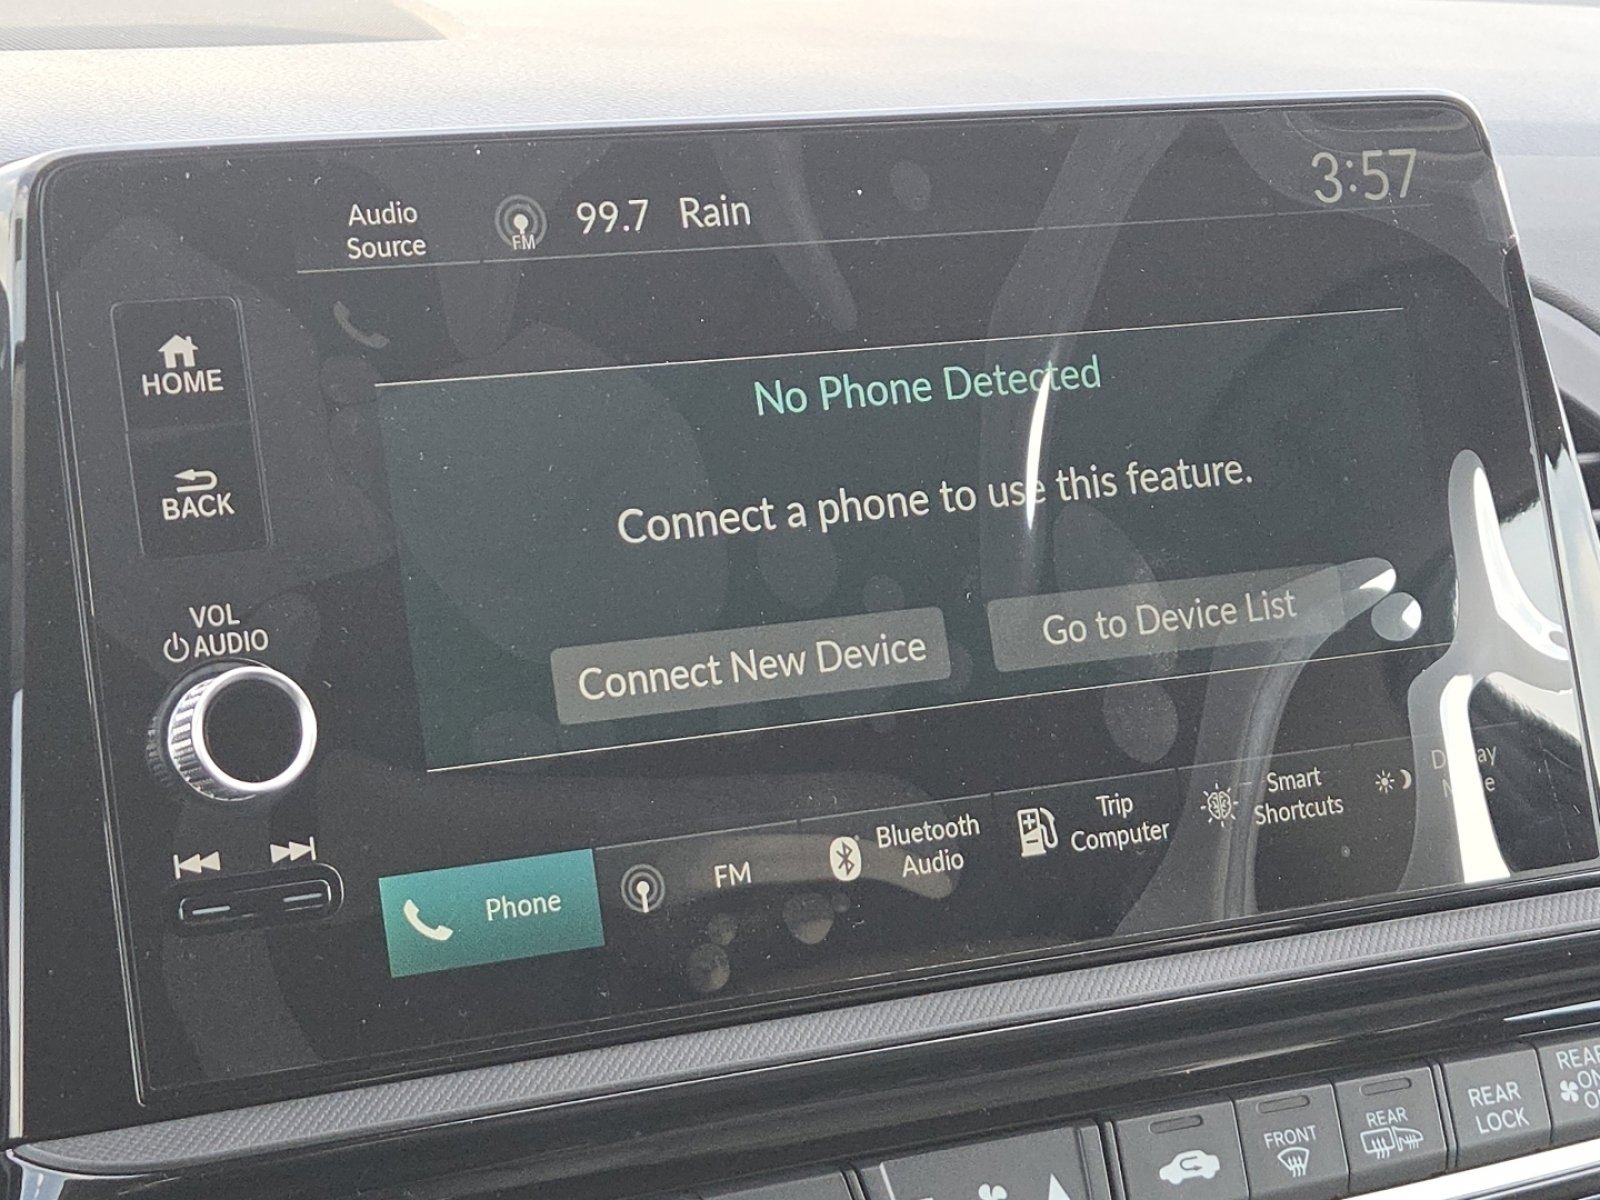 Audio
Source
FM
99.7 Rain
3:57
HOME
BACK
No Phone Detected
Connect a phone to use this feature.
Connect New Device
Go to Device List
VOL
AUDIO
Phone
FM
Bluetooth
Audio
Trip
Computer
Smart
Shortcuts
FRONT
REAR
REAR
LOCK